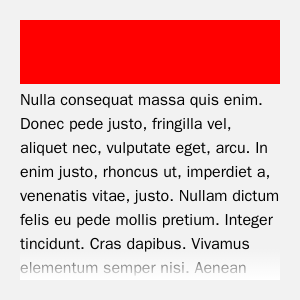 Nulla consequat massa quis enim.
Donec pede justo, fringilla vel,
aliquet nec, vulputate eget, arcu. In
enim justo, rhoncus ut, imperdiet a,
venenatis vitae, justo. Nullam dictum
felis eu pede mollis pretium. Integer
tincidunt. Cras dapibus. Vivamus
elementum semper nisi. Aenean